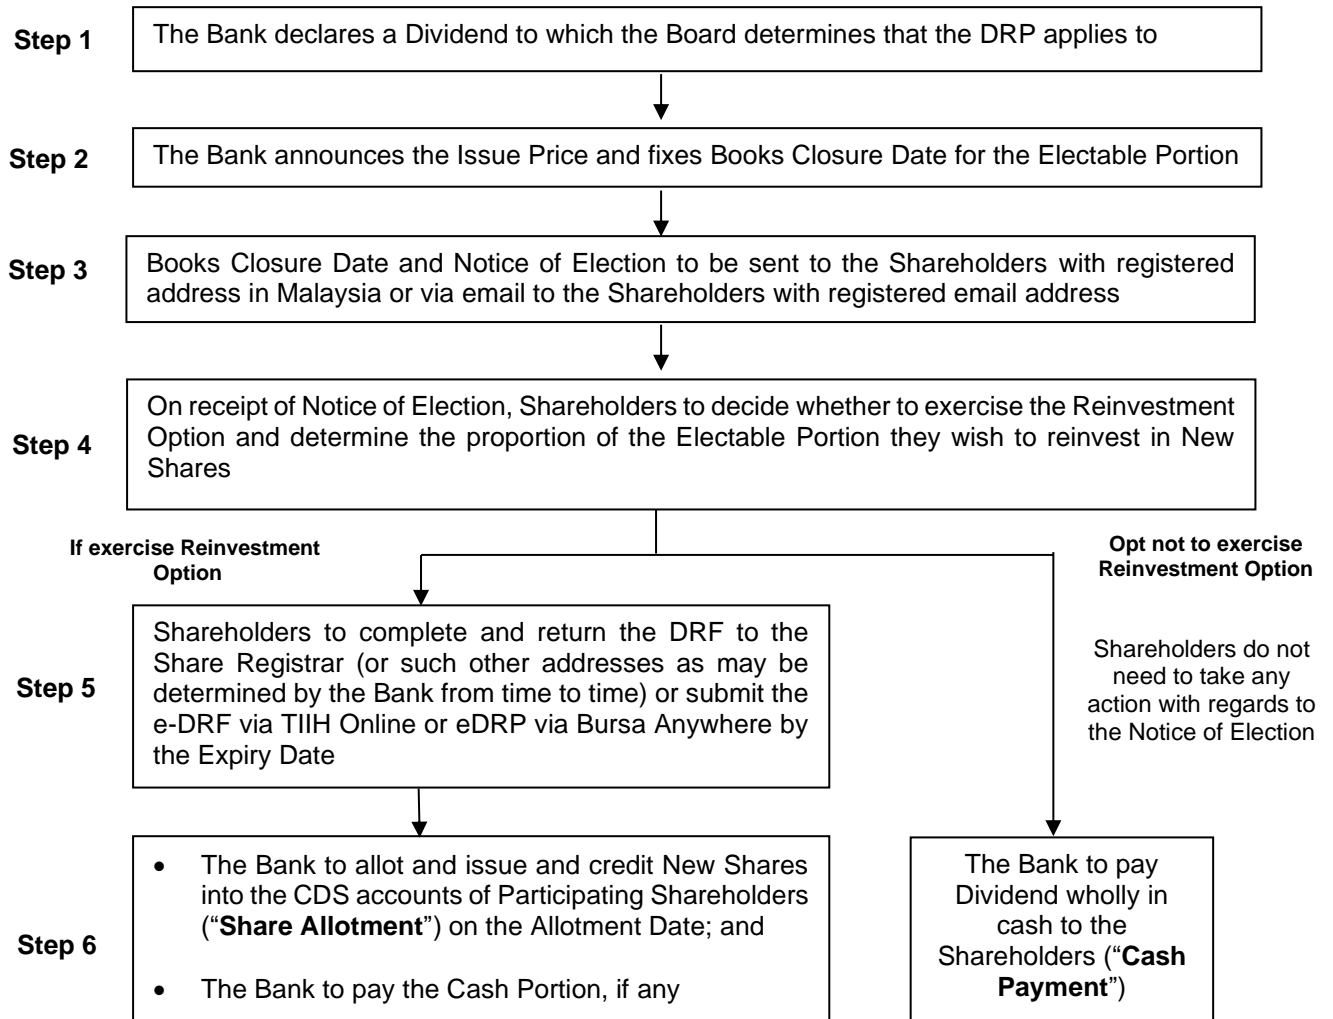 Step 1
The Bank declares a Dividend to which the Board determines that the DRP applies to
Step 2
The Bank announces the Issue Price and fixes Books Closure Date for the Electable Portion
Step 3
Books Closure Date and Notice of Election to be sent to the Shareholders with registered
address in Malaysia or via email to the Shareholders with registered email address
Step 4
On receipt of Notice of Election, Shareholders to decide whether to exercise the Reinvestment
Option and determine the proportion of the Electable Portion they wish to reinvest in New
Shares
If exercise Reinvestment
Option
Opt not to exercise
Reinvestment Option
Step 5
Shareholders to complete and return the DRF to the
Share Registrar (or such other addresses as may be
determined by the Bank from time to time) or submit the
e-DRF via TIIH Online or eDRP via Bursa Anywhere by
the Expiry Date
Shareholders do not
need to take any
action with regards to
the Notice of Election
Step 6
• The Bank to allot and issue and credit New Shares
into the CDS accounts of Participating Shareholders
(“Share Allotment”) on the Allotment Date; and
• The Bank to pay the Cash Portion, if any
The Bank to pay
Dividend wholly in
cash to the
Shareholders (“Cash
Payment”)